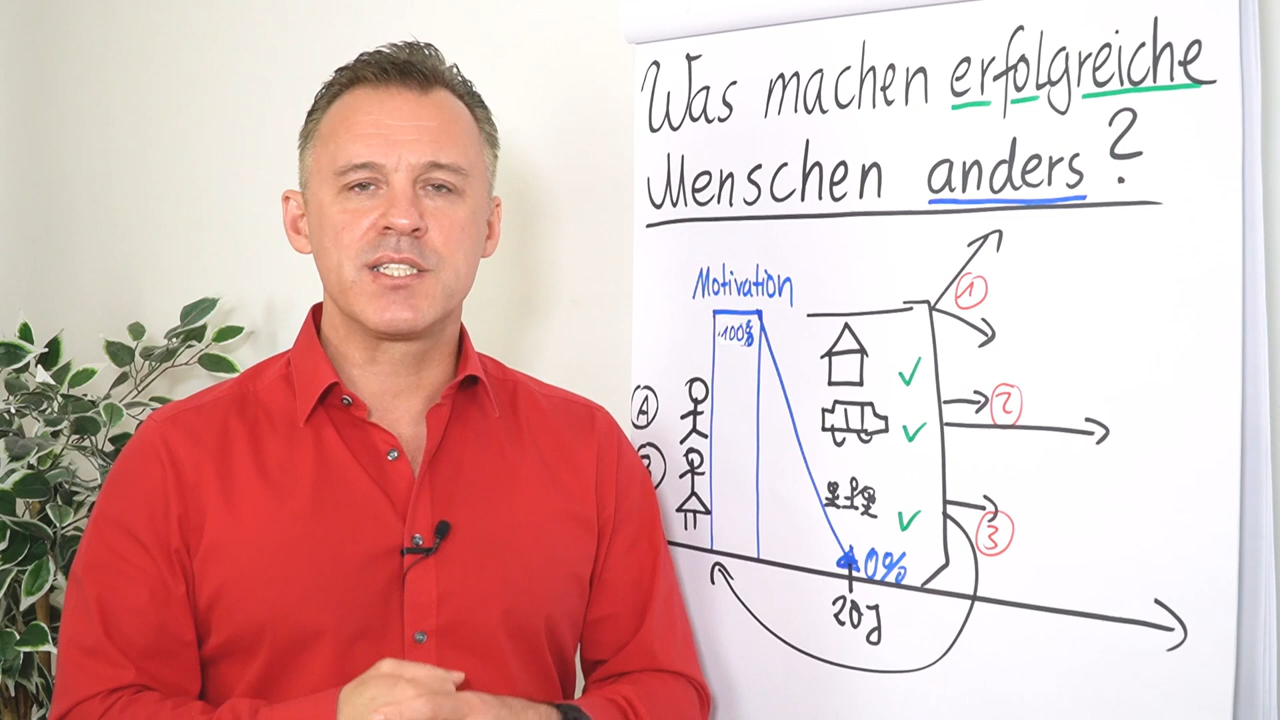 Was machen erfolgreiche
Menschen anders?
Motivation
100%
1
A
2
3
0%
20J